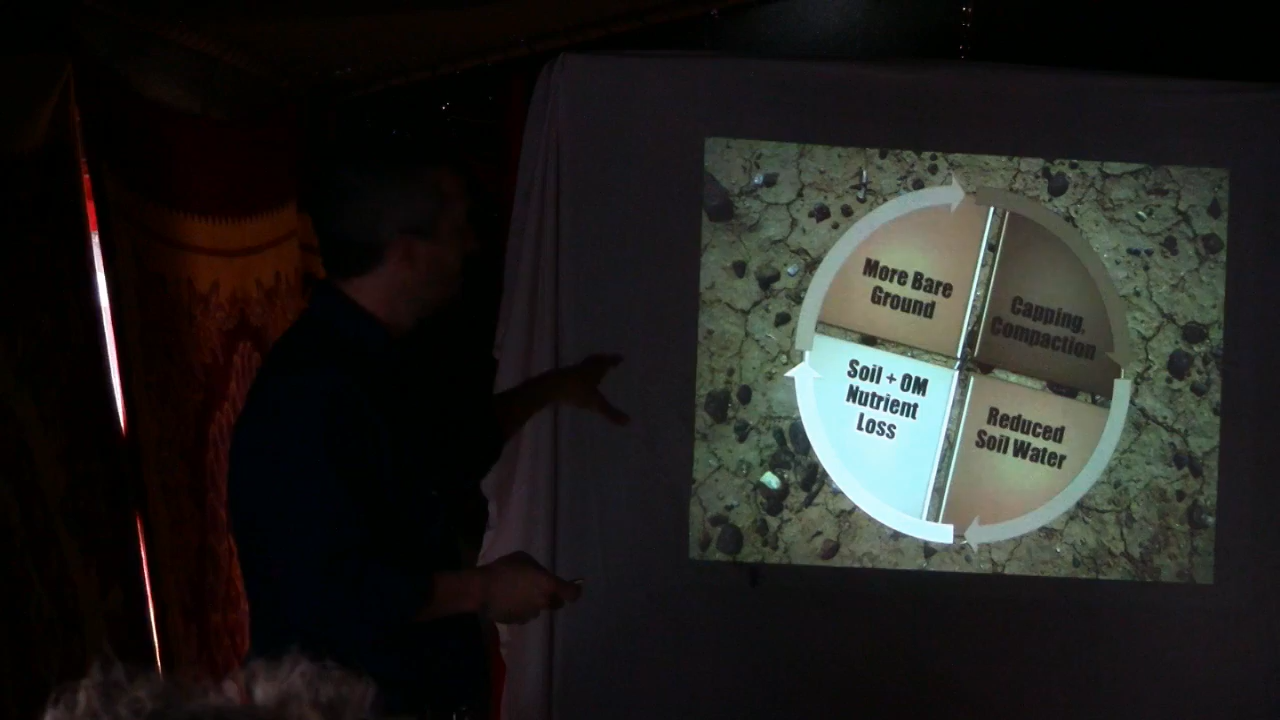 More Bare
Ground
Capping,
Compaction
Soil + OM
Nutrient
Loss
Reduced
Soil Water